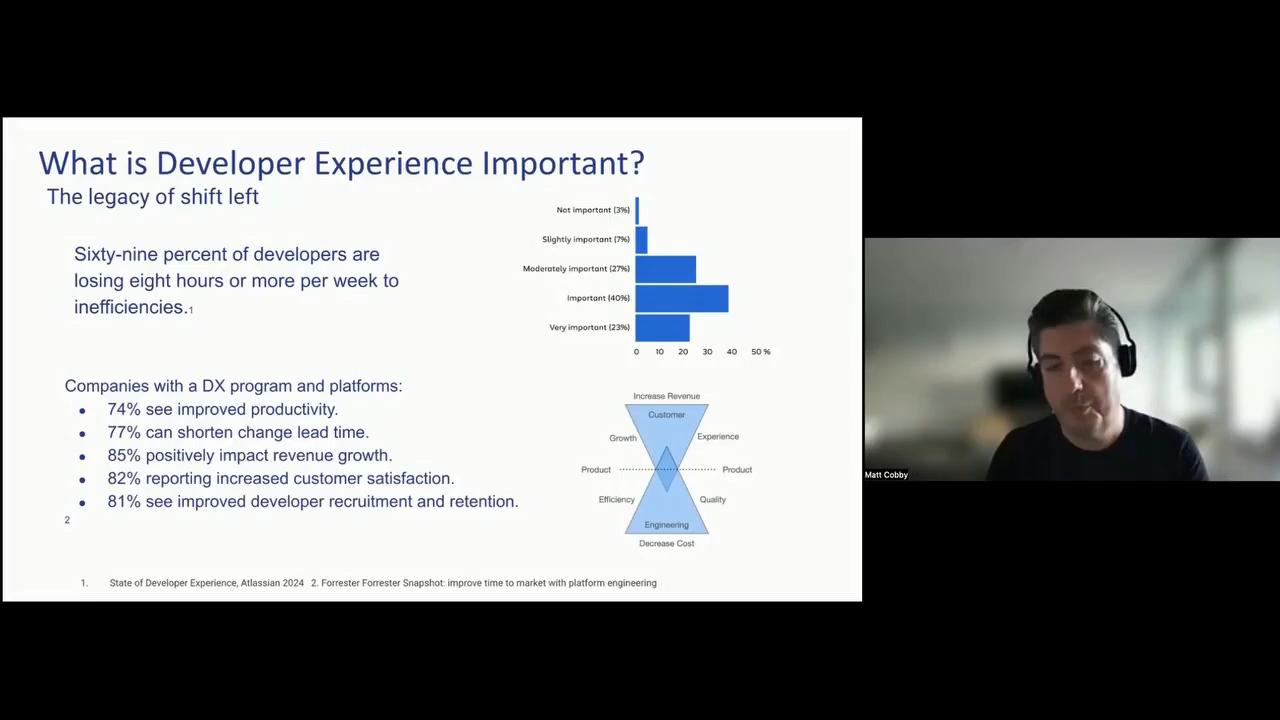 What is Developer Experience Important?
The legacy of shift left
Sixty-nine percent of developers are
losing eight hours or more per week to
inefficiencies.1
Not important (3%)
Slightly important (7%)
Moderately important (27%)
Important (40%)
Very important (23%)
0 10 20 30 40 50 %
Companies with a DX program and platforms:
• 74% see improved productivity.
• 77% can shorten change lead time.
• 85% positively impact revenue growth.
• 82% reporting increased customer satisfaction.
• 81% see improved developer recruitment and retention.
2
Increase Revenue
Customer
Growth Experience
Product Product
Efficiency Quality
Engineering
Decrease Cost
1. State of Developer Experience, Atlassian 2024 2. Forrester Forrester Snapshot: improve time to market with platform engineering
Matt Cobby